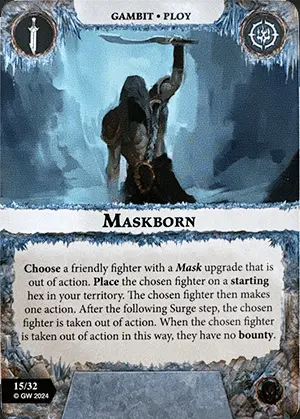 GAMBIT • PLOY
MASKBORN
Choose a friendly fighter with a Mask upgrade that is
out of action. Place the chosen fighter on a starting
hex in your territory. The chosen fighter then makes
one action. After the following Surge step, the chosen
fighter is taken out of action. When the chosen fighter
is taken out of action in this way, they have no bounty.
15/32
© GW 2024